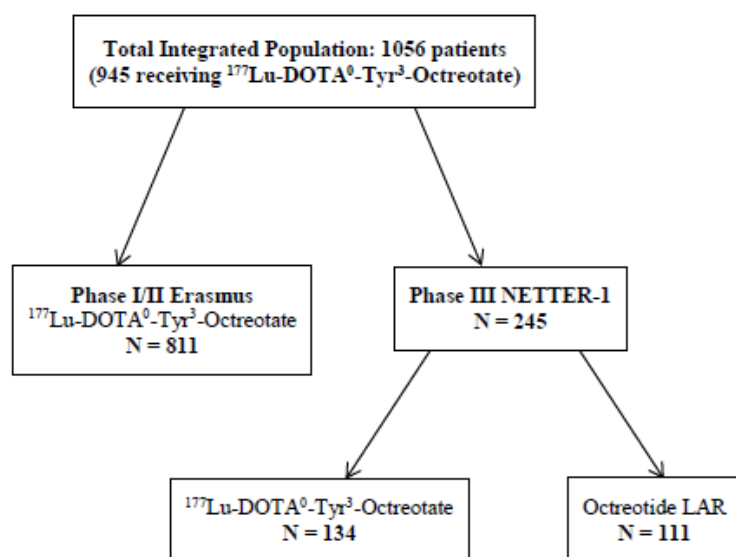 Total Integrated Population: 1056 patients
(945 receiving ¹⁷⁷Lu-DOTA⁰-Tyr³-Octreotate)
Phase I/II Erasmus
¹⁷⁷Lu-DOTA⁰-Tyr³-Octreotate
N = 811
Phase III NETTER-1
N = 245
¹⁷⁷Lu-DOTA⁰-Tyr³-Octreotate
N = 134
Octreotide LAR
N = 111